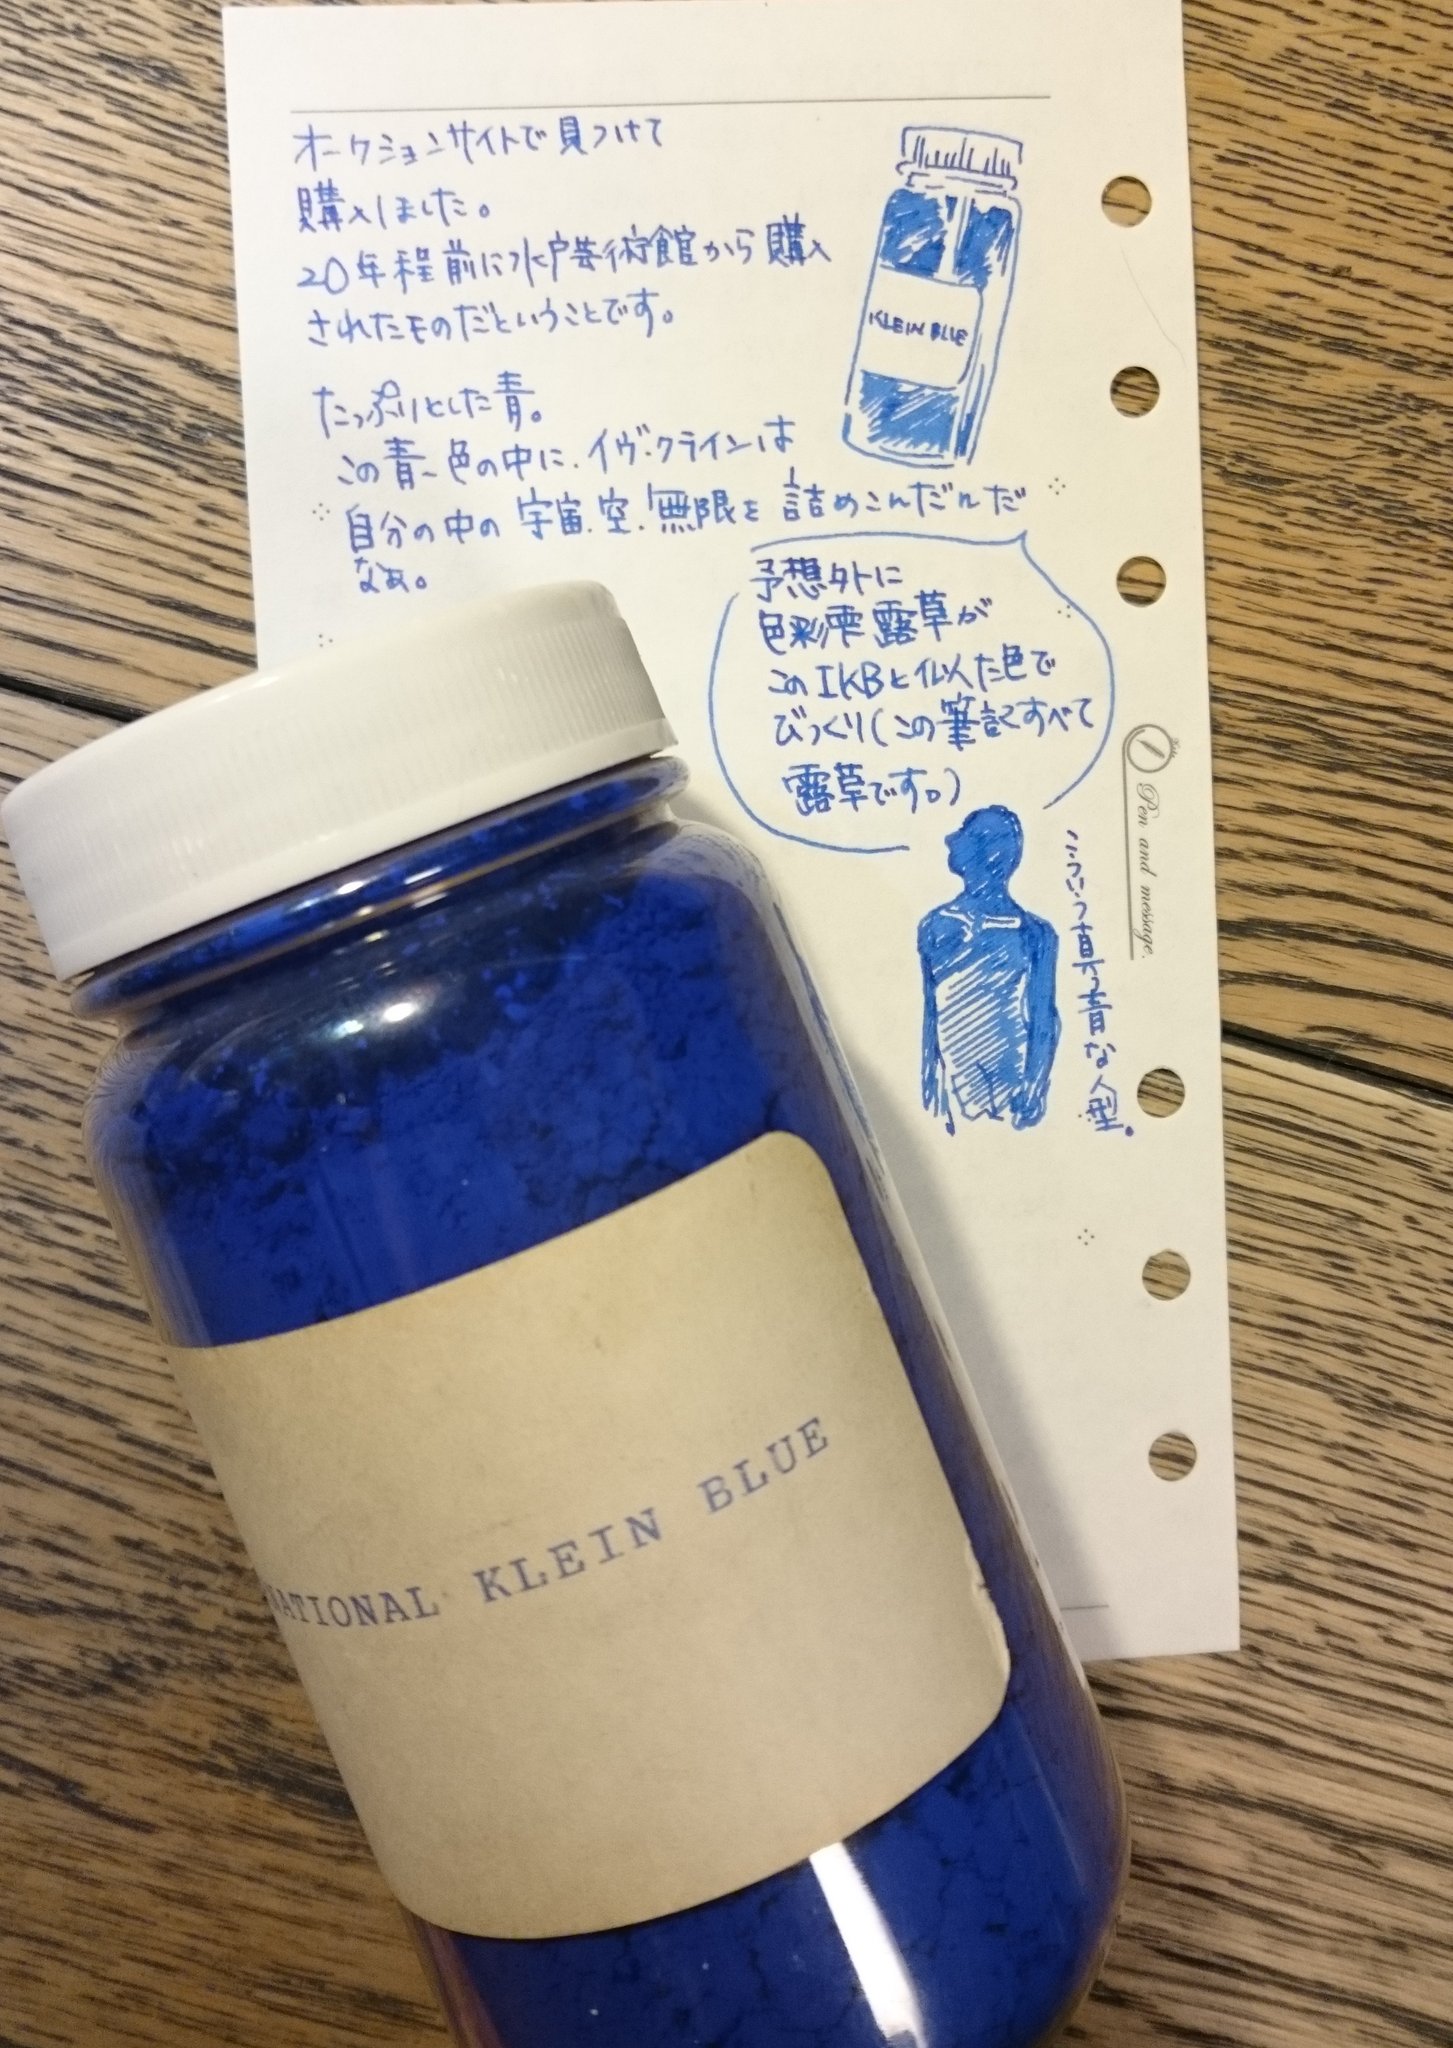 オークションサイトで見つけて
購入しました。
20年程前に水戸芸術館から購入
されたものだということです。
たっぷりとした青。
この青一色の中に、イヴ・クラインは
自分の中の宇宙、空、無限を詰めこんだんだ
なぁ。
KLEIN BLUE
予想外に
色彩雫露草が
このIKBと似た色で
びっくり(この筆記すべて
露草です。)
こういう真っ青な人型。
Pen and message.
NATIONAL KLEIN BLUE